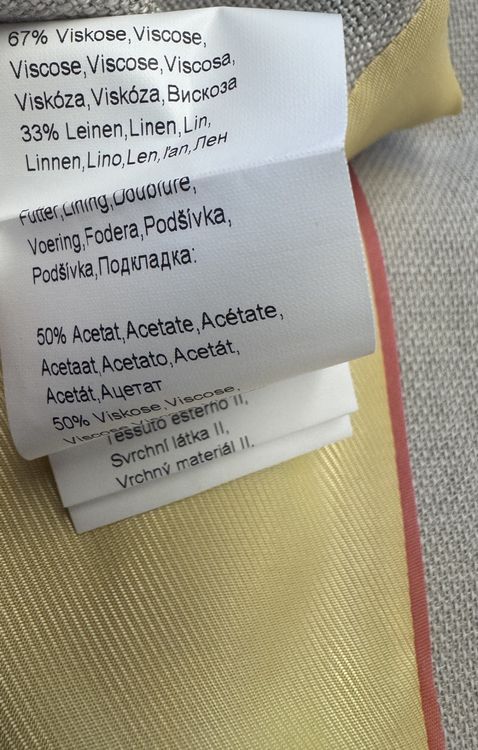 67% Viskose,Viscose,
Viscose,Viscose,Viscosa,
Viskóza,Viskóza,Вискоза
33% Leinen,Linen,Lin,
Linnen,Lino,Len,ľan,Лен
Futter,Lining,Doublure,
Voering,Fodera,Podšívka,
Podšívka,Подкладка:
50% Acetat,Acetate,Acétate,
Acetaat,Acetato,Acetát,
Acetát,Ацетат
50% Viskose,Viscose,
Tessuto esterno II,
Svrchní látka II,
Vrchný materiál II.